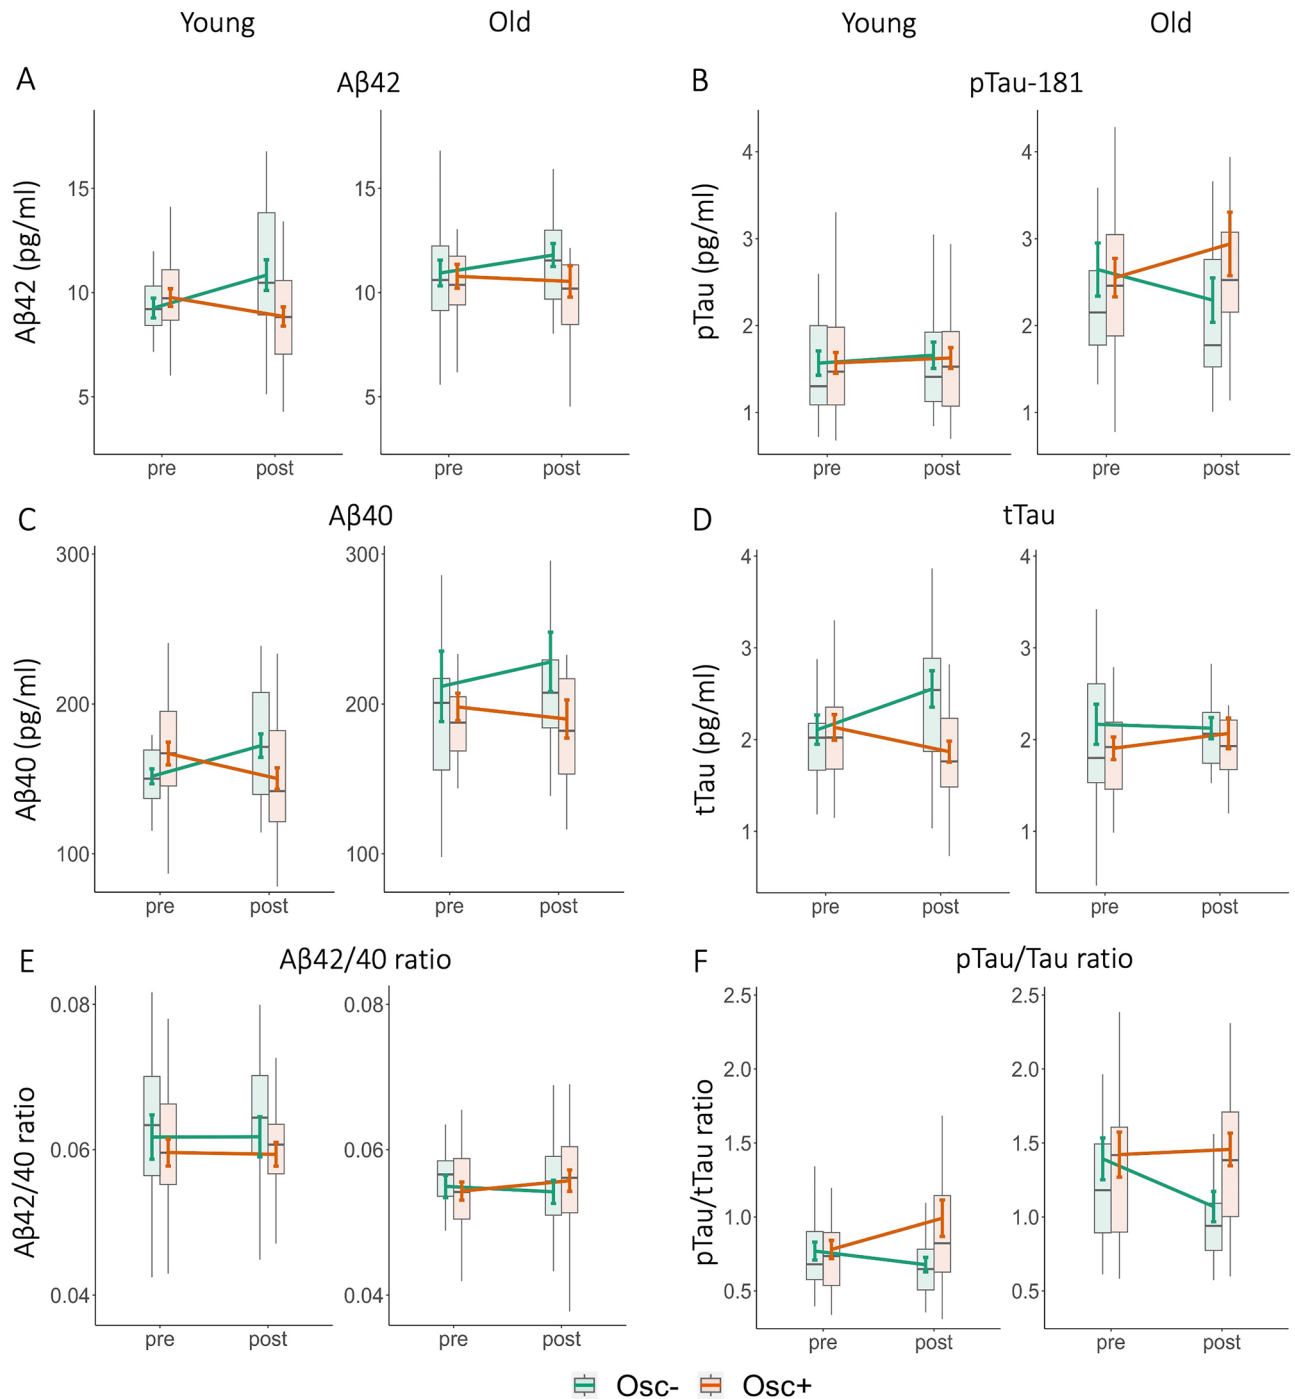 Young Old Young Old
A Aβ42 B pTau-181
Aβ42 (pg/ml)
15
10
5
15
10
5
pre post pre post
pTau (pg/ml)
4
3
2
1
4
3
2
1
pre post pre post
C Aβ40 D tTau
Aβ40 (pg/ml)
300
200
100
300
200
100
pre post pre post
tTau (pg/ml)
4
3
2
1
4
3
2
1
pre post pre post
E Aβ42/40 ratio F pTau/Tau ratio
Aβ42/40 ratio
0.08
0.06
0.04
0.08
0.06
0.04
pre post pre post
pTau/tTau ratio
2.5
2.0
1.5
1.0
0.5
2.5
2.0
1.5
1.0
0.5
pre post pre post
Osc- Osc+